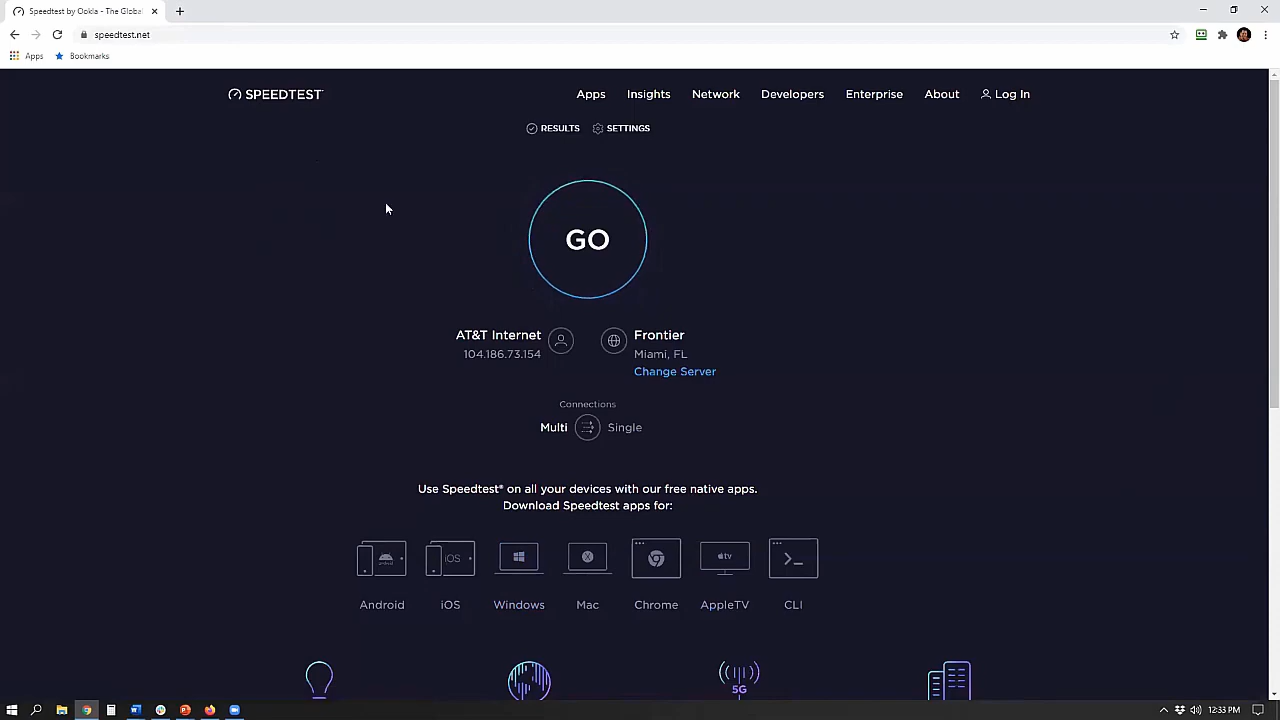 Speedtest by Ookla - The Global
speedtest.net
Apps
Bookmarks
SPEEDTEST
Apps
Insights
Network
Developers
Enterprise
About
Log In
RESULTS
SETTINGS
GO
AT&T Internet
104.186.73.154
Frontier
Miami, FL
Change Server
Connections
Multi
Single
Use Speedtest® on all your devices with our free native apps.
Download Speedtest apps for:
android
iOS
tv
Android
iOS
Windows
Mac
Chrome
AppleTV
CLI
5G
12:33 PM